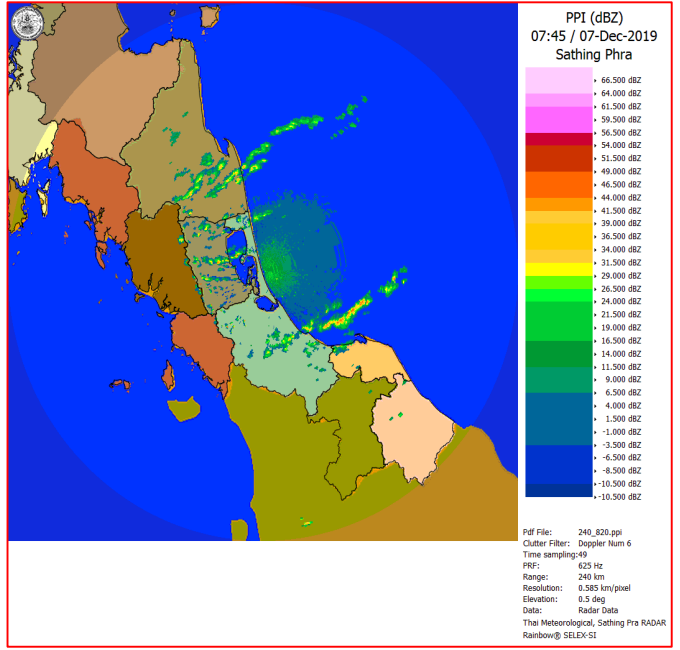 PPI (dBZ)
07:45 / 07-Dec-2019
Sathing Phra
66.500 dBZ
64.000 dBZ
61.500 dBZ
59.500 dBZ
56.500 dBZ
54.000 dBZ
51.500 dBZ
49.000 dBZ
46.500 dBZ
44.000 dBZ
41.500 dBZ
39.000 dBZ
36.500 dBZ
34.000 dBZ
31.500 dBZ
29.000 dBZ
26.500 dBZ
24.000 dBZ
21.500 dBZ
19.000 dBZ
16.500 dBZ
14.000 dBZ
11.500 dBZ
9.000 dBZ
6.500 dBZ
4.000 dBZ
1.500 dBZ
-1.000 dBZ
-3.500 dBZ
-6.500 dBZ
-8.500 dBZ
-10.500 dBZ
-10.500 dBZ
Pdf File: 240_820.ppi
Clutter Filter: Doppler Num 6
Time sampling:49
PRF: 625 Hz
Range: 240 km
Resolution: 0.585 km/pixel
Elevation: 0.5 deg
Data: Radar Data
Thai Meteorological, Sathing Pra RADAR
Rainbow® SELEX-SI